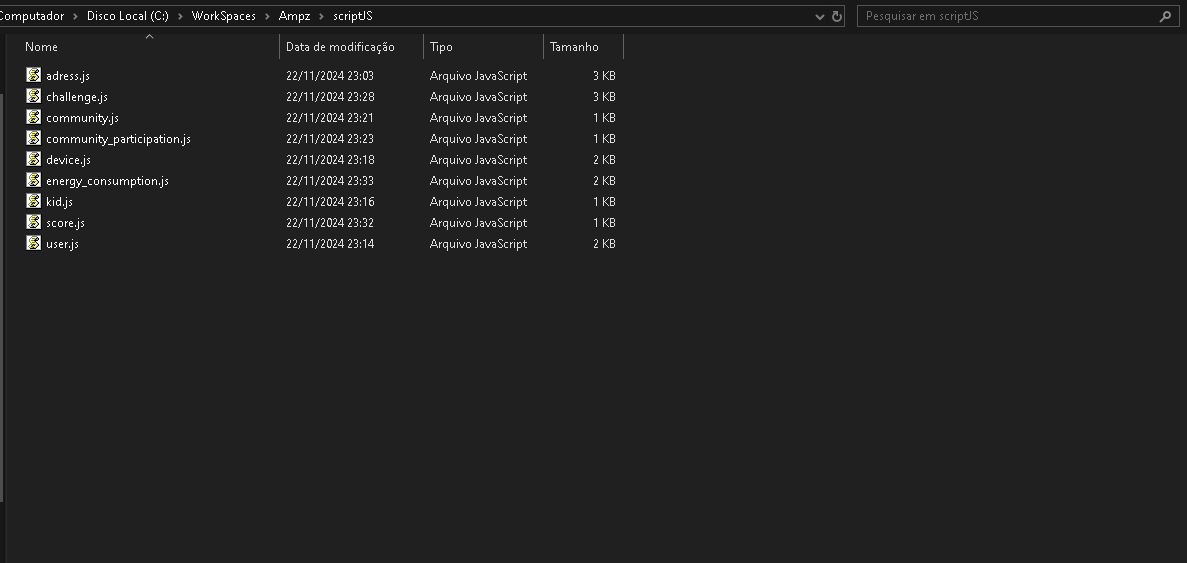 Computador > Disco Local (C:) > WorkSpaces > Ampz > scriptJS Pesquisar em scriptJS
Nome Data de modificação Tipo Tamanho
adress.js 22/11/2024 23:03 Arquivo JavaScript 3 KB
challenge.js 22/11/2024 23:28 Arquivo JavaScript 3 KB
community.js 22/11/2024 23:21 Arquivo JavaScript 1 KB
community_participation.js 22/11/2024 23:23 Arquivo JavaScript 1 KB
device.js 22/11/2024 23:18 Arquivo JavaScript 2 KB
energy_consumption.js 22/11/2024 23:33 Arquivo JavaScript 2 KB
kid.js 22/11/2024 23:16 Arquivo JavaScript 1 KB
score.js 22/11/2024 23:32 Arquivo JavaScript 1 KB
user.js 22/11/2024 23:14 Arquivo JavaScript 2 KB